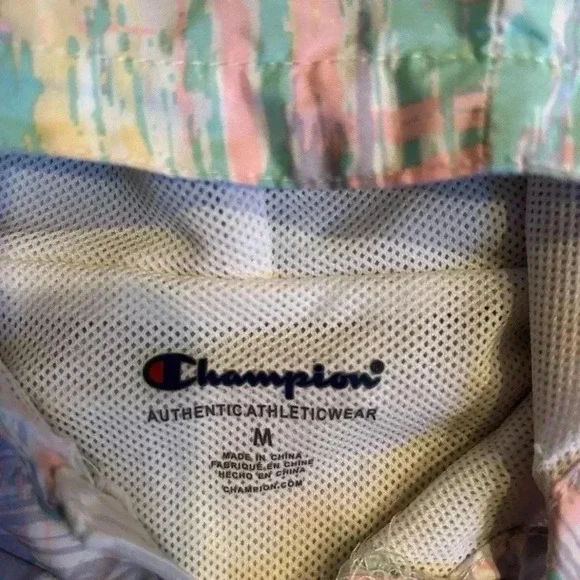 Champion
AUTHENTIC ATHLETICWEAR
M
MADE IN CHINA
FABRIQUÉ EN CHINE
HECHO EN CHINA
CHAMPION.COM